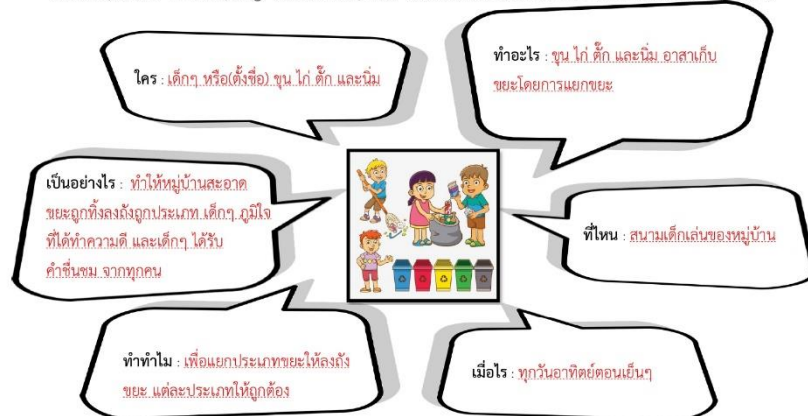 ใคร : เด็กๆ หรือ(ตั้งชื่อ) ขุน ไก่ ตั๊ก และนิ่ม
ทำอะไร : ขุน ไก่ ตั๊ก และนิ่ม อาสาเก็บ
ขยะโดยการแยกขยะ
เป็นอย่างไร : ทำให้หมู่บ้านสะอาด
ขยะถูกทิ้งลงถังถูกประเภท เด็กๆ ภูมิใจ
ที่ได้ทำความดี และเด็กๆ ได้รับ
คำชื่นชม จากทุกคน
ที่ไหน : สนามเด็กเล่นของหมู่บ้าน
ทำทำไม : เพื่อแยกประเภทขยะให้ลงถัง
ขยะ แต่ละประเภทให้ถูกต้อง
เมื่อไร : ทุกวันอาทิตย์ตอนเย็นๆ